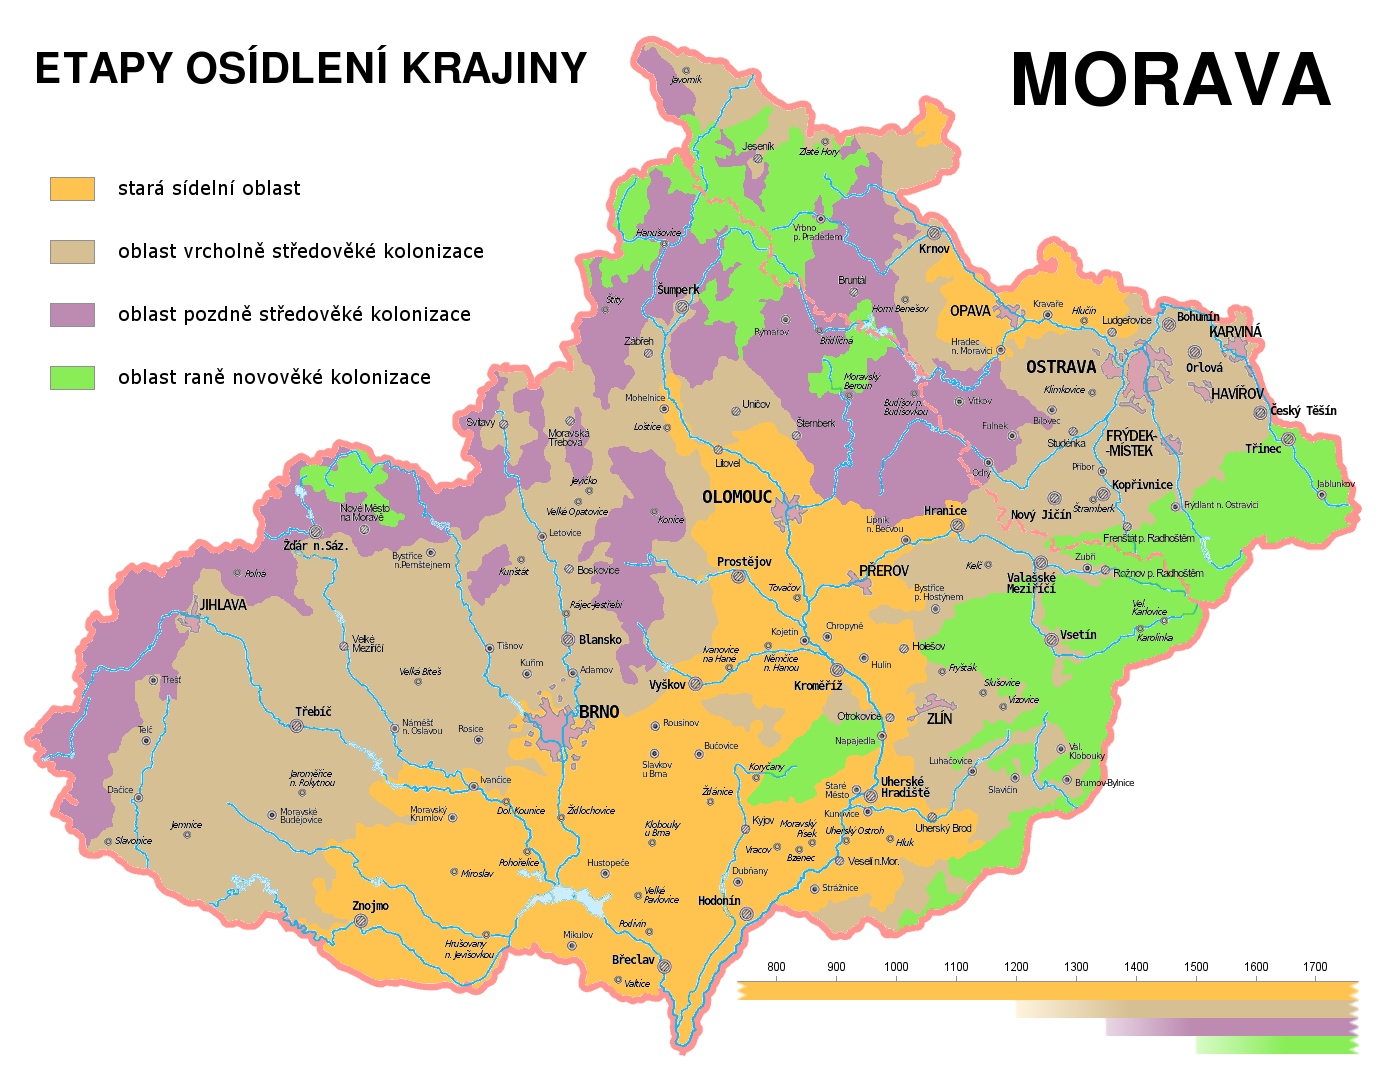 ETAPY OSÍDLENÍ KRAJINY
MORAVA
stará sídelní oblast
oblast vrcholně středověké kolonizace
oblast pozdně středověké kolonizace
oblast raně novověké kolonizace
Javorník
Jeseník
Zlaté Hory
Hanušovice
Vrbno
p. Pradědem
Krnov
Štíty
Šumperk
Bruntál
Horní Benešov
OPAVA
Kravaře
Hlučín
Ludgeřovice
Bohumín
KARVINÁ
Rýmařov
Břidličná
Zábřeh
Hradec
n. Moravicí
OSTRAVA
Orlová
Moravský
Beroun
Klimkovice
HAVÍŘOV
Mohelnice
Uničov
Budišov n.
Budišovkou
Vítkov
Bílovec
Český Těšín
Svitavy
Moravská
Třebová
Loštice
Šternberk
Fulnek
Studénka
FRÝDEK-
-MÍSTEK
Třinec
Litovel
Odry
Příbor
Jevíčko
Kopřivnice
Jablunkov
OLOMOUC
Velké Opatovice
Konice
Nové Město
na Moravě
Štramberk
Frýdlant n. Ostravicí
Lipník
n. Bečvou
Hranice
Nový Jičín
Letovice
Frenštát p. Radhoštěm
Žďár n.Sáz.
Bystřice
n.Pernštejnem
Prostějov
Zubří
Kelč
Polná
Kunštát
Boskovice
PŘEROV
Rožnov p. Radhoštěm
Valašské
Meziříčí
Tovačov
Bystřice
p. Hostýnem
JIHLAVA
Rájec-Jestřebí
Vel.
Karlovice
Chropyně
Velké
Meziříčí
Tišnov
Blansko
Kojetín
Vsetín
Karolinka
Ivanovice
na Hané
Němčice
n. Hanou
Holešov
Hulín
Kuřim
Adamov
Fryšták
Velká Bíteš
Třešť
Vyškov
Kroměříž
Slušovice
Vizovice
Třebíč
BRNO
Otrokovice
ZLÍN
Telč
Náměšť
n. Oslavou
Rosice
Rousínov
Napajedla
Slavkov
u Brna
Bučovice
Val.
Klobouky
Luhačovice
Koryčany
Jaroměřice
n. Rokytnou
Ivančice
Uherské
Hradiště
Brumov-Bylnice
Dačice
Staré
Město
Slavičín
Ždánice
Moravské
Budějovice
Moravský
Krumlov
Dol. Kounice
Židlochovice
Kunovice
Jemnice
Klobouky
u Brna
Kyjov
Moravský
Písek
Uherský Ostroh
Uherský Brod
Slavonice
Hluk
Vracov
Bzenec
Pohořelice
Hustopeče
Veselí n.Mor.
Miroslav
Dubňany
Strážnice
Velké
Pavlovice
Hodonín
Znojmo
Podivín
Mikulov
Hrušovany
n. Jevišovkou
Břeclav
Valtice
800 900 1000 1100 1200 1300 1400 1500 1600 1700